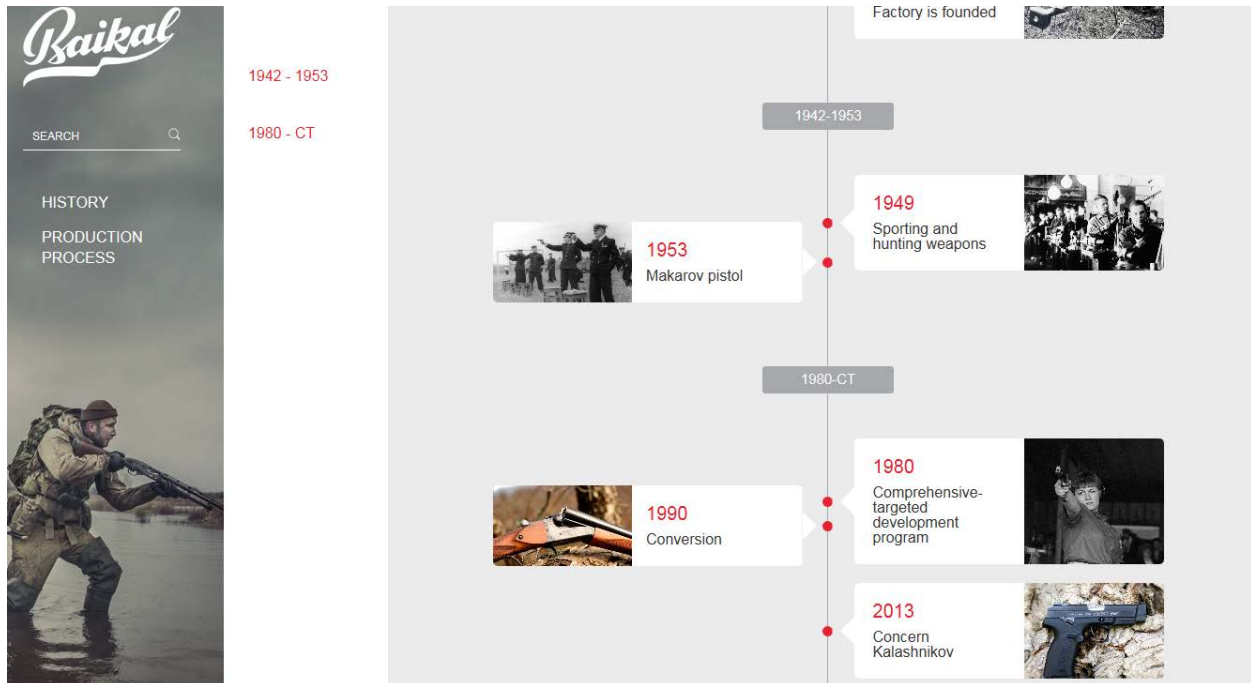 Baikal
SEARCH
HISTORY
PRODUCTION
PROCESS
1942 - 1953
1980 - CT
Factory is founded
1942-1953
1949
Sporting and
hunting weapons
1953
Makarov pistol
1980-CT
1980
Comprehensive-
targeted
development
program
1990
Conversion
2013
Concern
Kalashnikov